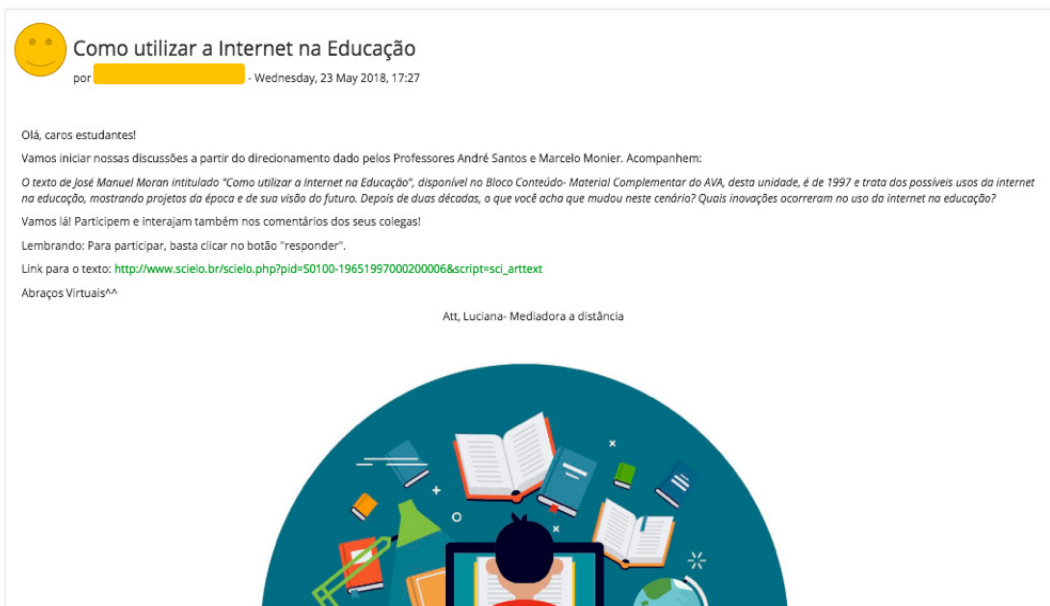 Como utilizar a Internet na Educação
por - Wednesday, 23 May 2018, 17:27
Olá, caros estudantes!
Vamos iniciar nossas discussões a partir do direcionamento dado pelos Professores André Santos e Marcelo Monier. Acompanhem:
O texto de José Manuel Moran intitulado "Como utilizar a Internet na Educação", disponível no Bloco Conteúdo- Material Complementar do AVA, desta unidade, é de 1997 e trata dos possíveis usos da internet
na educação, mostrando projetos da época e de sua visão do futuro. Depois de duas décadas, o que você acha que mudou neste cenário? Quais inovações ocorreram no uso da internet na educação?
Vamos lá! Participem e interajam também nos comentários dos seus colegas!
Lembrando: Para participar, basta clicar no botão "responder".
Link para o texto: http://www.scielo.br/scielo.php?pid=S0100-19651997000200006&script=sci_arttext
Abraços Virtuais^^
Att, Luciana- Mediadora a distância